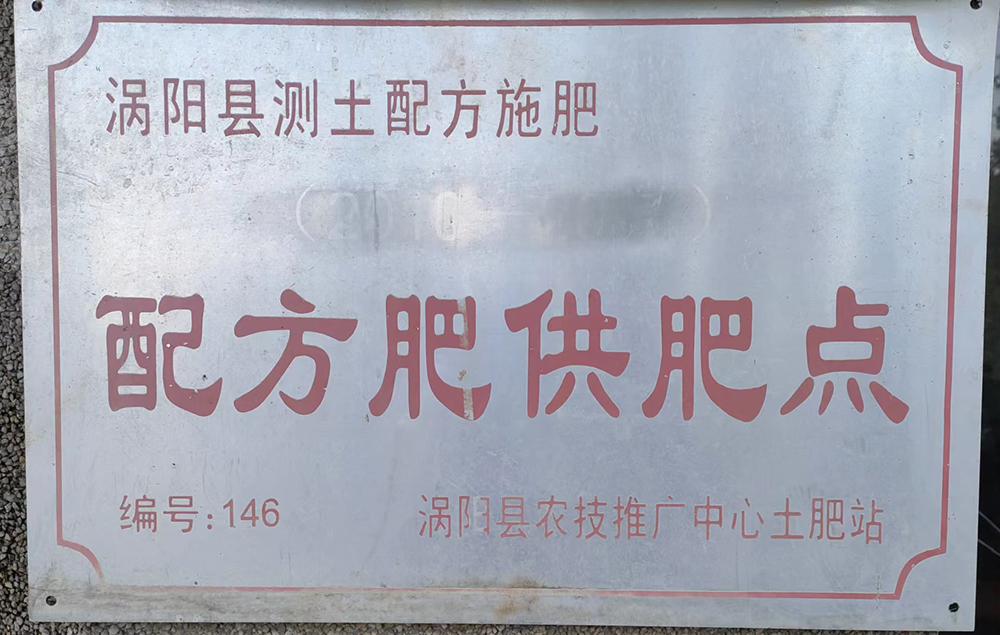 涡阳县测土配方施肥
配方肥供肥点
编号:146
涡阳县农技推广中心土肥站